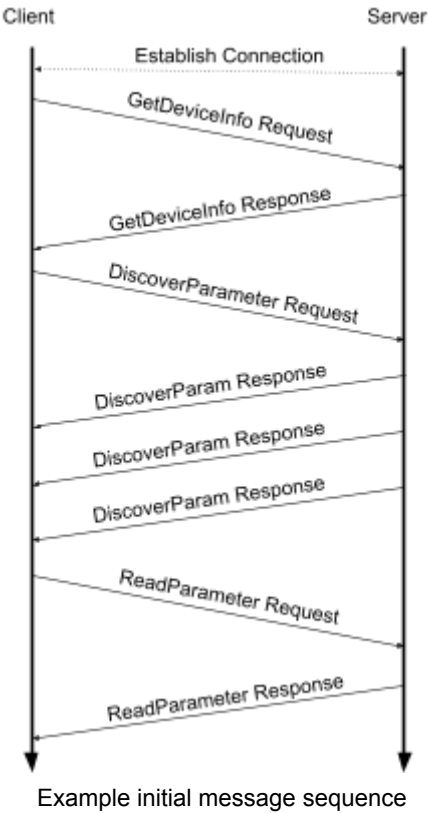 Client
Server
Establish Connection
GetDeviceInfo Request
GetDeviceInfo Response
DiscoverParameter Request
DiscoverParam Response
DiscoverParam Response
DiscoverParam Response
ReadParameter Request
ReadParameter Response
Example initial message sequence